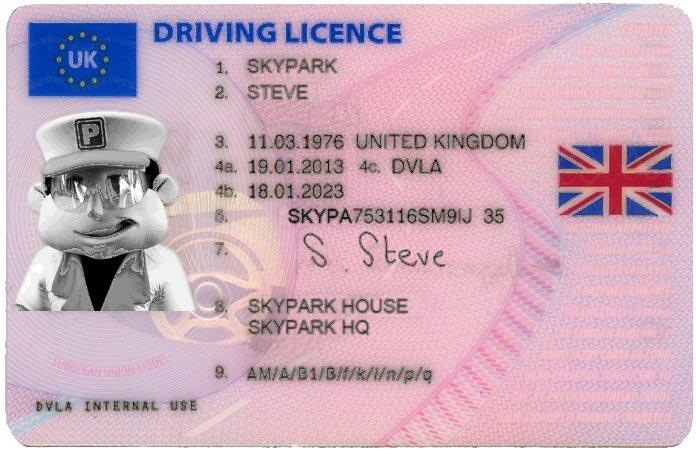 UK
DRIVING LICENCE
1. SKYPARK
2. STEVE
P
3. 11.03.1976 UNITED KINGDOM
4a. 19.01.2013 4c. DVLA
4b. 18.01.2023
5. SKYPA753116SM9IJ 35
7. S. Steve
8. SKYPARK HOUSE
SKYPARK HQ
EUROPEAN UNION MODEL
9. AM/A/B1/B/f/k/l/n/p/q
DVLA INTERNAL USE